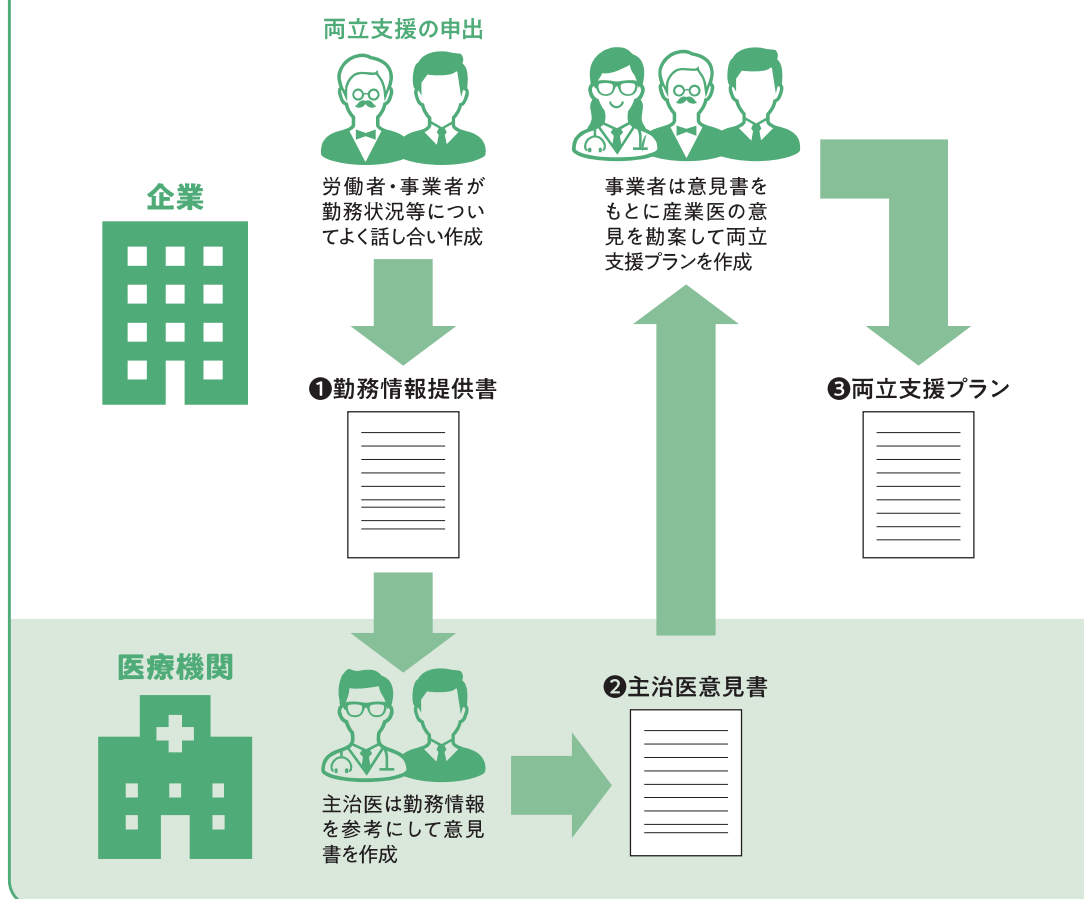 両立支援の申出
労働者・事業者が
勤務状況等につい
てよく話し合い作成
事業者は意見書を
もとに産業医の意
見を勘案して両立
支援プランを作成
企業
❶勤務情報提供書
❸両立支援プラン
医療機関
主治医は勤務情報
を参考にして意見
書を作成
❷主治医意見書